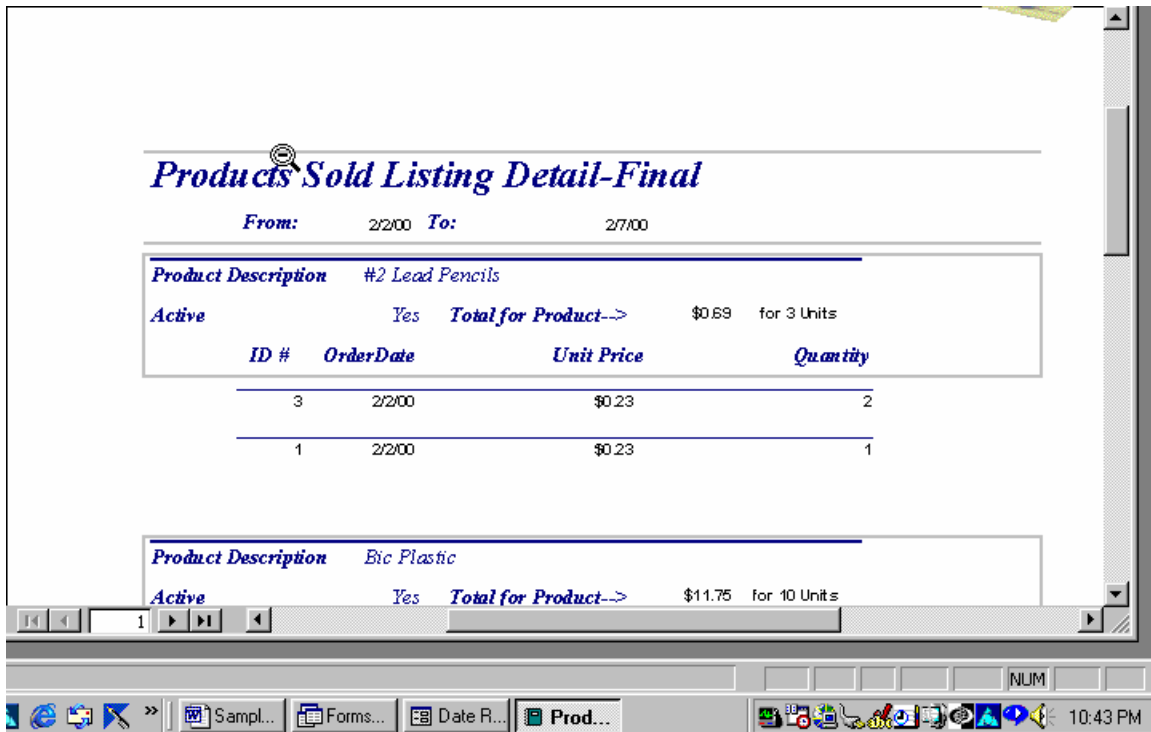 Products Sold Listing Detail-Final
From: 2/2/00 To: 2/7/00
Product Description #2 Lead Pencils
Active Yes Total for Product--> $0.69 for 3 Units
ID # OrderDate Unit Price Quantity
3 2/2/00 $0.23 2
1 2/2/00 $0.23 1
Product Description Bic Plastic
Active Yes Total for Product--> $11.75 for 10 Units
1
NUM
» Sampl... Forms... Date R... Prod... 10:43 PM